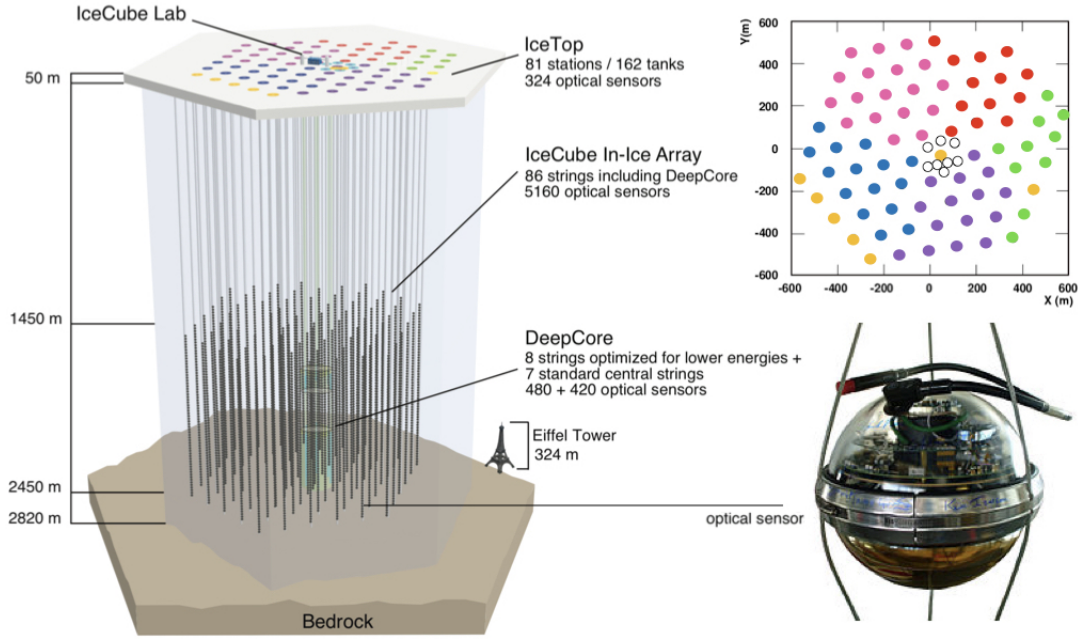 IceCube Lab
IceTop
81 stations / 162 tanks
324 optical sensors
50 m
IceCube In-Ice Array
86 strings including DeepCore
5160 optical sensors
1450 m
DeepCore
8 strings optimized for lower energies +
7 standard central strings
480 + 420 optical sensors
Eiffel Tower
324 m
2450 m
2820 m
optical sensor
Bedrock
Y(m)
600
400
200
0
-200
-400
-600
-600 -400 -200 0 200 400 600
X (m)